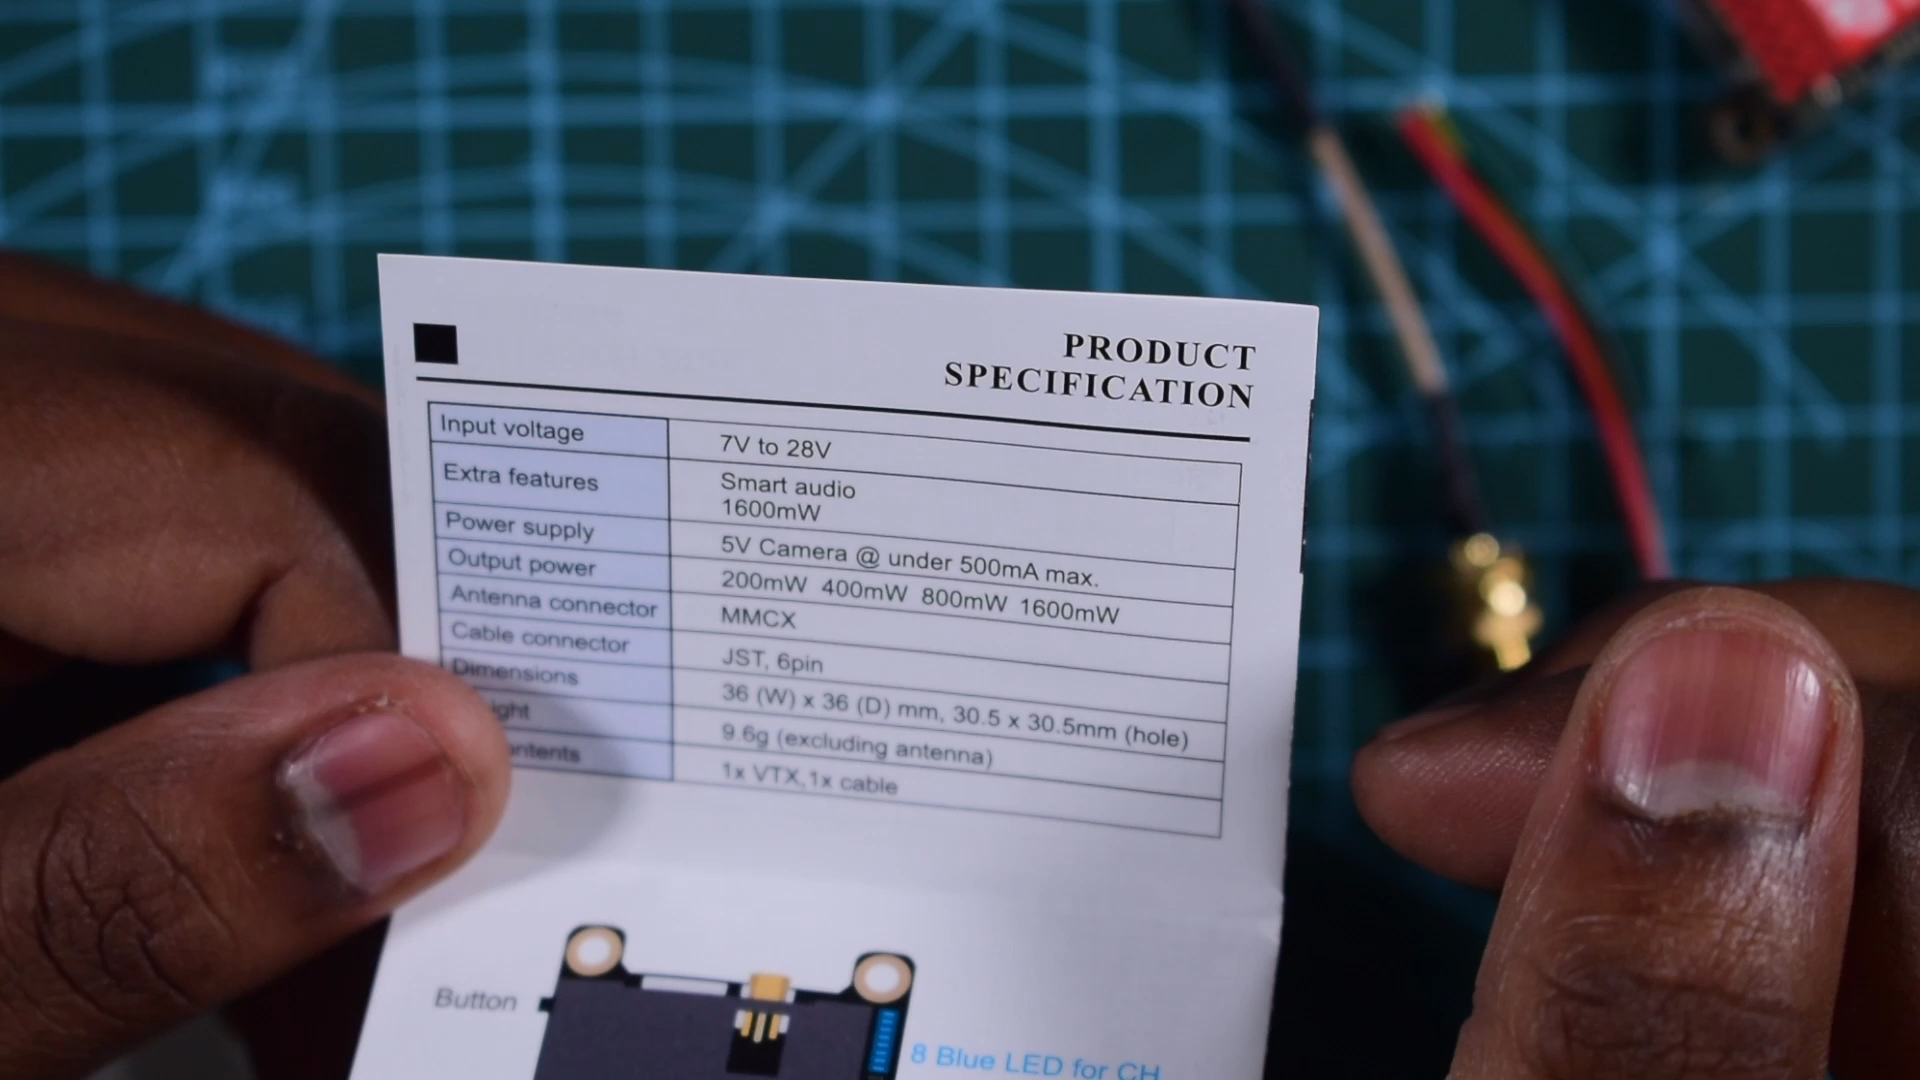 PRODUCT
SPECIFICATION
Input voltage 7V to 28V
Extra features Smart audio
1600mW
Power supply 5V Camera @ under 500mA max.
Output power 200mW 400mW 800mW 1600mW
Antenna connector MMCX
Cable connector JST, 6pin
Dimensions 36 (W) x 36 (D) mm, 30.5 x 30.5mm (hole)
9.6g (excluding antenna)
1x VTX,1x cable
Button
8 Blue LED for CH